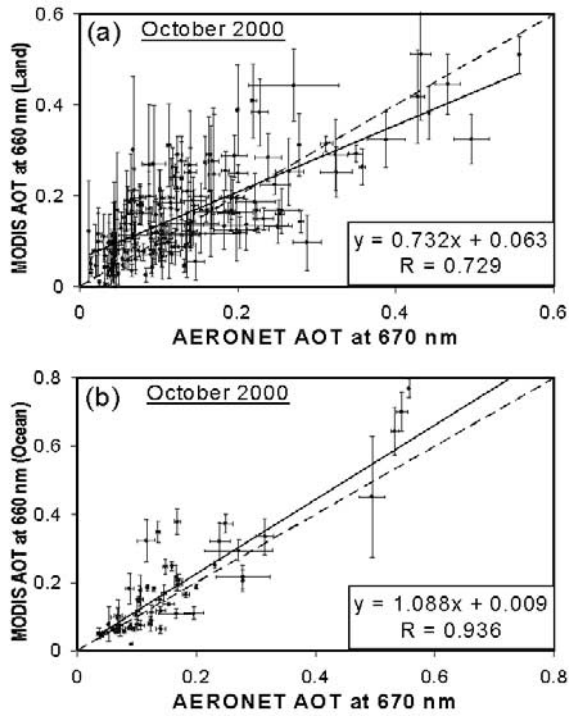 (a) October 2000
0.6
0.4
0.2
0
MODIS AOT at 660 nm (Land)
y = 0.732x + 0.063
R = 0.729
0 0.2 0.4 0.6
AERONET AOT at 670 nm
(b) October 2000
0.8
0.6
0.4
0.2
0
MODIS AOT at 660 nm (Ocean)
y = 1.088x + 0.009
R = 0.936
0 0.2 0.4 0.6 0.8
AERONET AOT at 670 nm